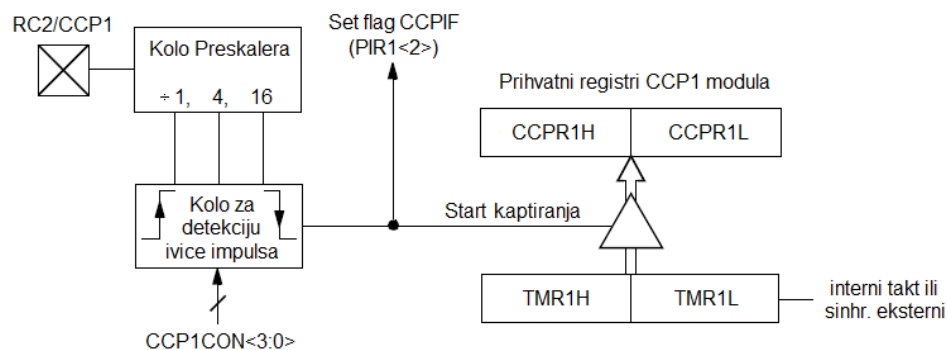 RC2/CCP1
Kolo Preskalera
÷ 1, 4, 16
Set flag CCPIF
(PIR1<2>)
Prihvatni registri CCP1 modula
CCPR1H
CCPR1L
Kolo za
detekciju
ivice impulsa
Start kaptiranja
TMR1H
TMR1L
interni takt ili
sinhr. eksterni
CCP1CON<3:0>